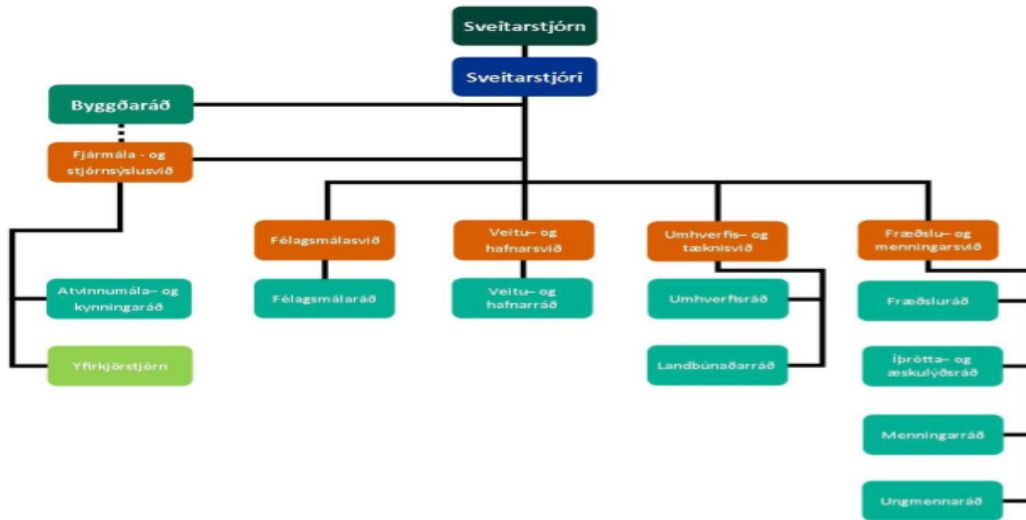 Sveitarstjórn
Sveitarstjóri
Byggðaráð
Fjármála - og
stjórnsýslusvið
Félagsmálasvið
Veitu- og
hafnarsvið
Umhverfis- og
tæknisvið
Fræðslu- og
menningarsvið
Atvinnumála- og
kynningaráð
Félagsmálaráð
Veitu- og
hafnarráð
Umhverfisráð
Fræðsluráð
Yfirkjörstjórn
Landbúnaðarráð
Íþrótta- og
æskulýðsráð
Menningarráð
Ungmennaráð